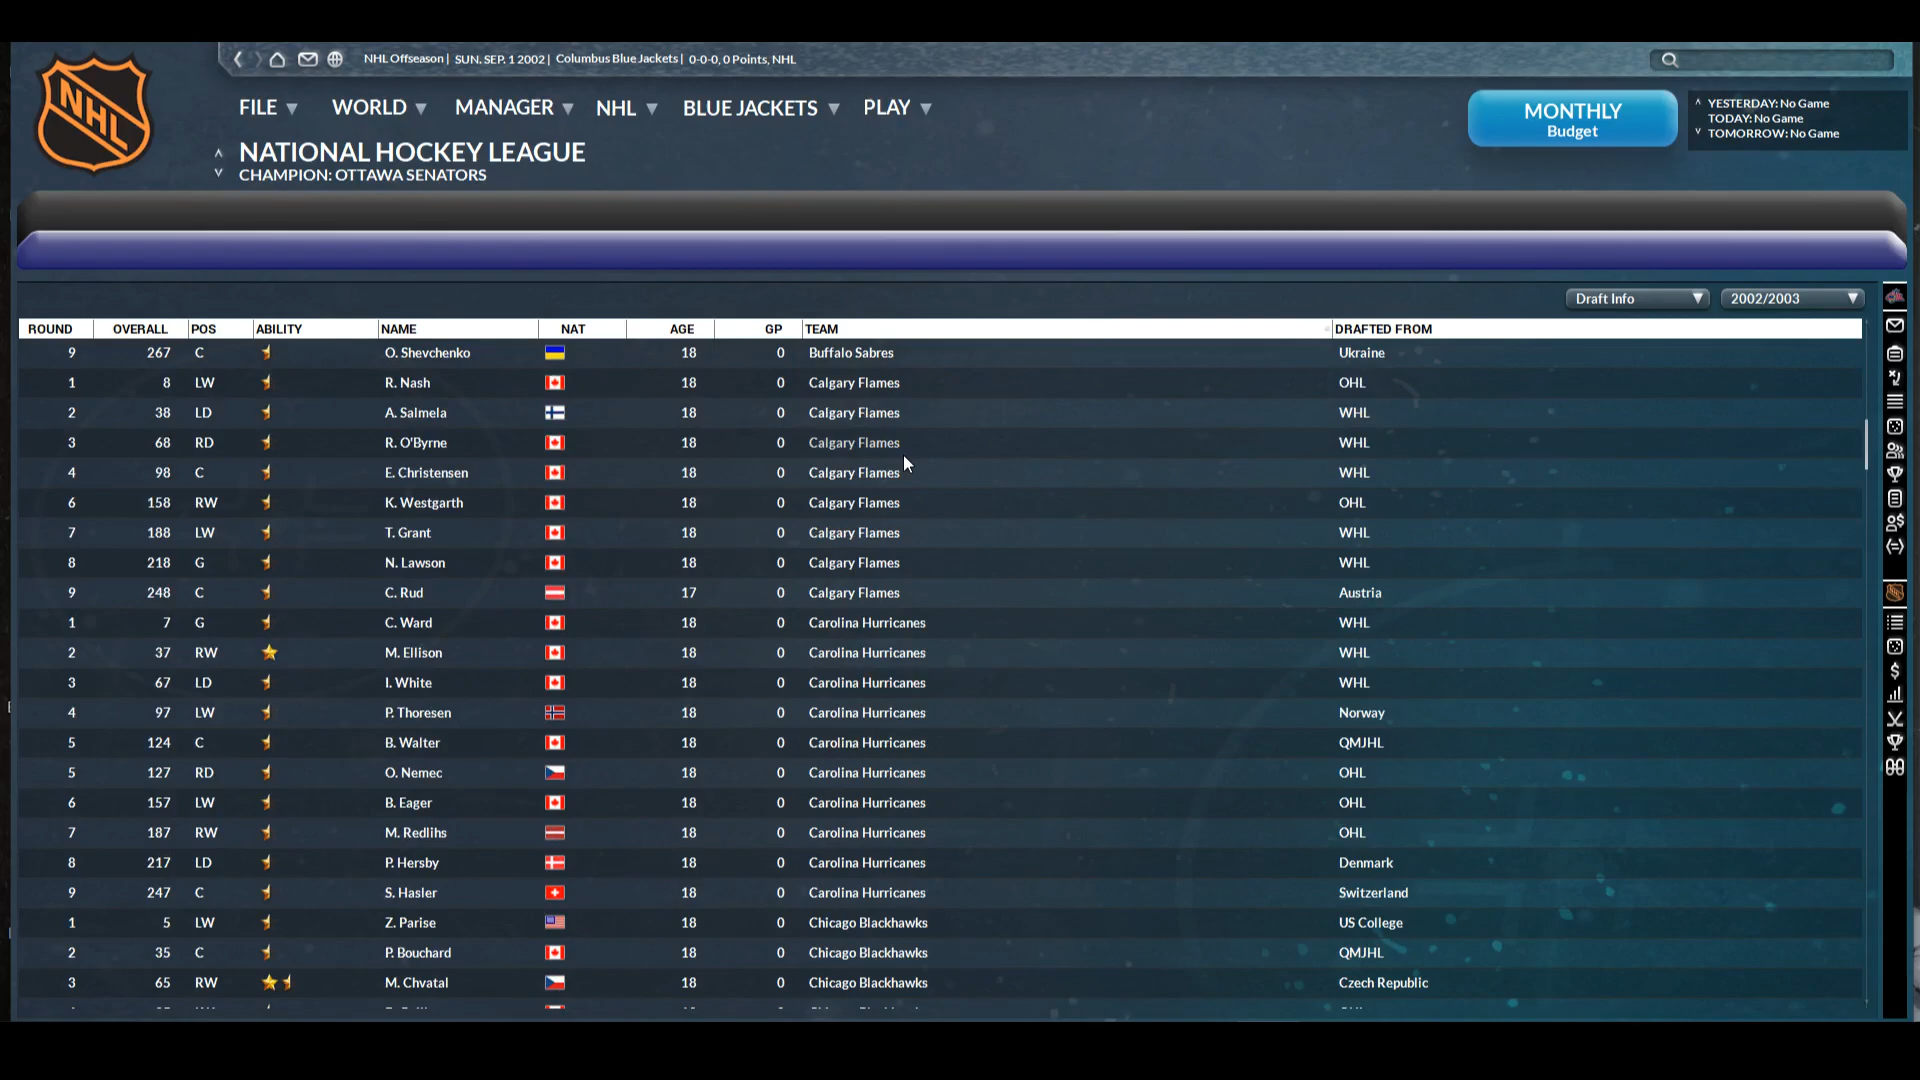 NHL
NHL Offseason | SUN. SEP. 1 2002 | Columbus Blue Jackets | 0-0-0, 0 Points, NHL
FILE WORLD MANAGER NHL BLUE JACKETS PLAY
MONTHLY
Budget
YESTERDAY: No Game
TODAY: No Game
TOMORROW: No Game
NATIONAL HOCKEY LEAGUE
CHAMPION: OTTAWA SENATORS
Draft Info 2002/2003
ROUND OVERALL POS ABILITY NAME NAT AGE GP TEAM DRAFTED FROM
9 267 C O. Shevchenko 18 0 Buffalo Sabres Ukraine
1 8 LW R. Nash 18 0 Calgary Flames OHL
2 38 LD A. Salmela 18 0 Calgary Flames WHL
3 68 RD R. O'Byrne 18 0 Calgary Flames WHL
4 98 C E. Christensen 18 0 Calgary Flames WHL
6 158 RW K. Westgarth 18 0 Calgary Flames OHL
7 188 LW T. Grant 18 0 Calgary Flames WHL
8 218 G N. Lawson 18 0 Calgary Flames WHL
9 248 C C. Rud 17 0 Calgary Flames Austria
1 7 G C. Ward 18 0 Carolina Hurricanes WHL
2 37 RW M. Ellison 18 0 Carolina Hurricanes WHL
3 67 LD I. White 18 0 Carolina Hurricanes WHL
4 97 LW P. Thoresen 18 0 Carolina Hurricanes Norway
5 124 C B. Walter 18 0 Carolina Hurricanes QMJHL
5 127 RD O. Nemec 18 0 Carolina Hurricanes OHL
6 157 LW B. Eager 18 0 Carolina Hurricanes OHL
7 187 RW M. Redlihs 18 0 Carolina Hurricanes OHL
8 217 LD P. Hersby 18 0 Carolina Hurricanes Denmark
9 247 C S. Hasler 18 0 Carolina Hurricanes Switzerland
1 5 LW Z. Parise 18 0 Chicago Blackhawks US College
2 35 C P. Bouchard 18 0 Chicago Blackhawks QMJHL
3 65 RW M. Chvatal 18 0 Chicago Blackhawks Czech Republic